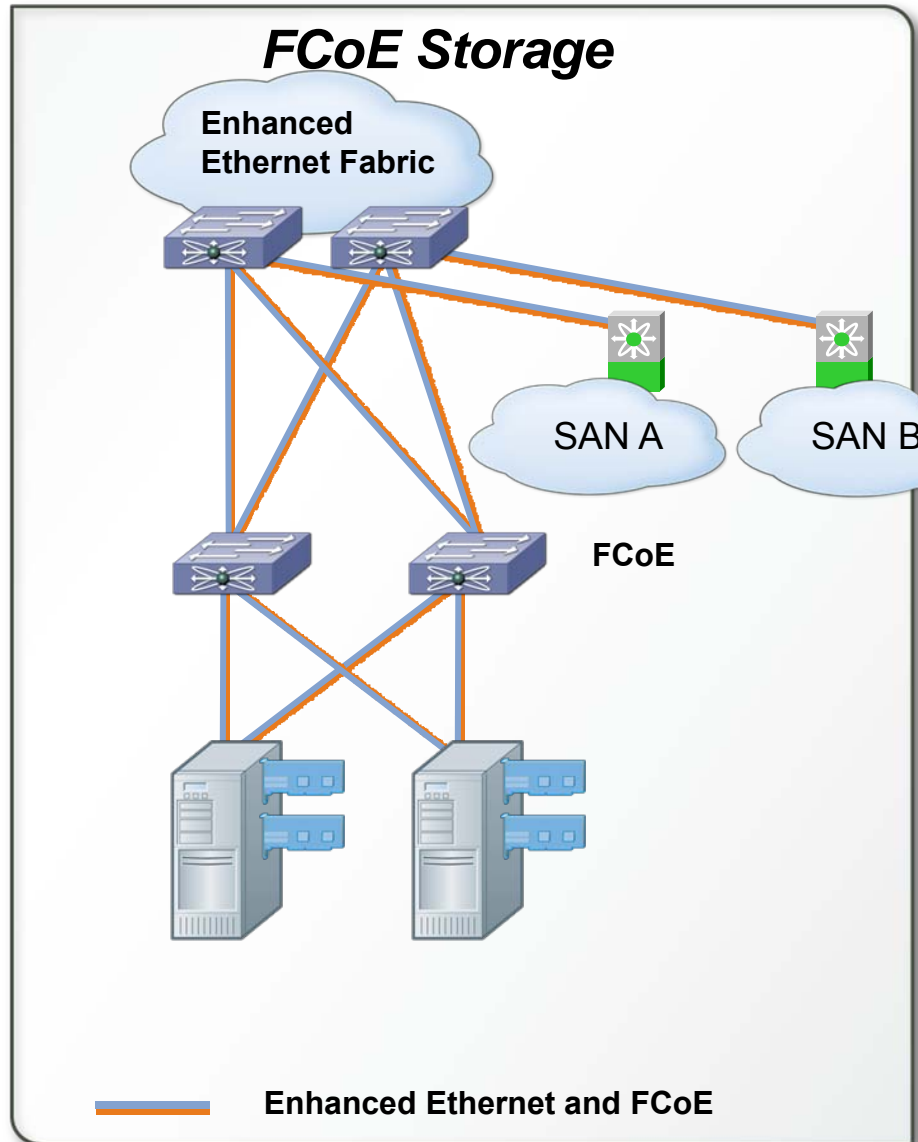 FCoE Storage
Enhanced
Ethernet Fabric
SAN A
SAN B
FCoE
Enhanced Ethernet and FCoE